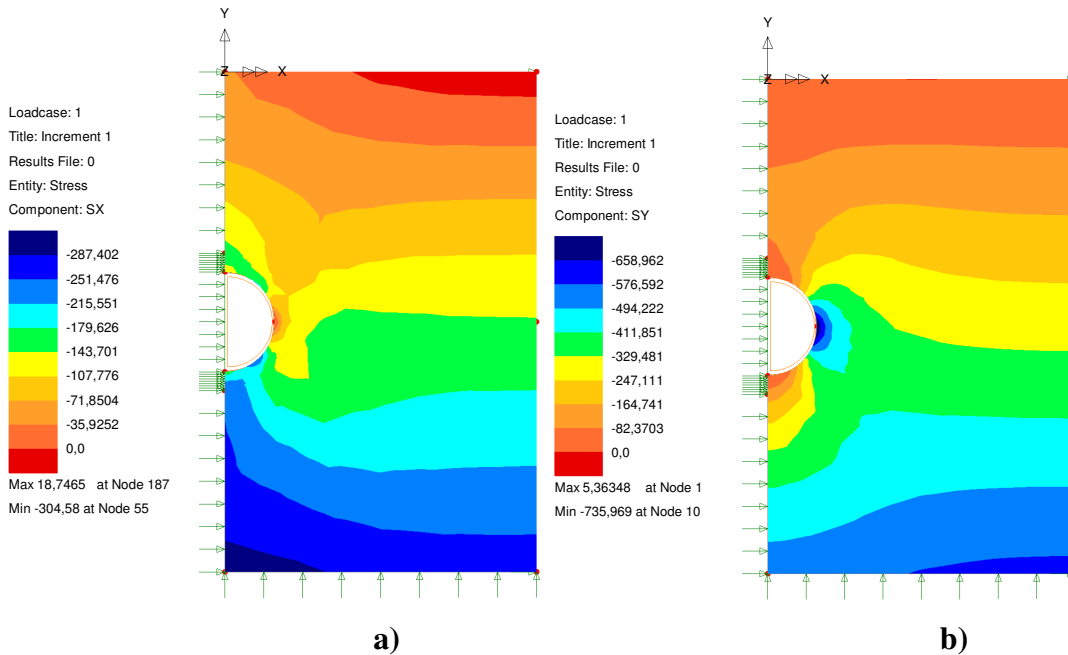 Y
Z X
Loadcase: 1
Title: Increment 1
Results File: 0
Entity: Stress
Component: SX
-287,402
-251,476
-215,551
-179,626
-143,701
-107,776
-71,8504
-35,9252
0,0
Max 18,7465 at Node 187
Min -304,58 at Node 55
a)
Y
Z X
Loadcase: 1
Title: Increment 1
Results File: 0
Entity: Stress
Component: SY
-658,962
-576,592
-494,222
-411,851
-329,481
-247,111
-164,741
-82,3703
0,0
Max 5,36348 at Node 1
Min -735,969 at Node 10
b)